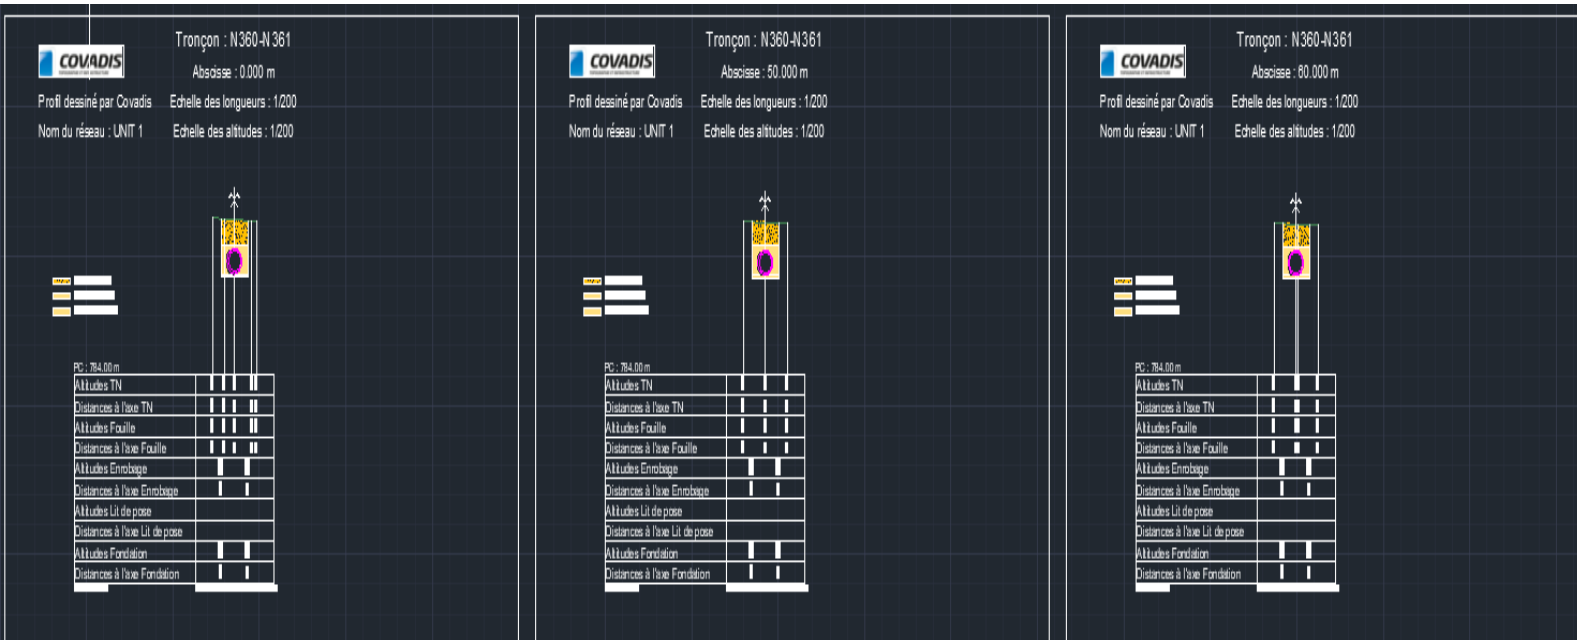 COVADIS
Tronçon : N360-N361
Abscisse : 0.000 m
Profil dessiné par Covadis Echelle des longueurs : 1/200
Nom du réseau : UNIT 1 Echelle des altitudes : 1/200
PC : 784.00 m
Altitudes TN
Distances à l'axe TN
Altitudes Fouille
Distances à l'axe Fouille
Altitudes Enrobage
Distances à l'axe Enrobage
Altitudes Lit de pose
Distances à l'axe Lit de pose
Altitudes Fondation
Distances à l'axe Fondation
COVADIS
Tronçon : N360-N361
Abscisse : 50.000 m
Profil dessiné par Covadis Echelle des longueurs : 1/200
Nom du réseau : UNIT 1 Echelle des altitudes : 1/200
PC : 784.00 m
Altitudes TN
Distances à l'axe TN
Altitudes Fouille
Distances à l'axe Fouille
Altitudes Enrobage
Distances à l'axe Enrobage
Altitudes Lit de pose
Distances à l'axe Lit de pose
Altitudes Fondation
Distances à l'axe Fondation
COVADIS
Tronçon : N360-N361
Abscisse : 60.000 m
Profil dessiné par Covadis Echelle des longueurs : 1/200
Nom du réseau : UNIT 1 Echelle des altitudes : 1/200
PC : 784.00 m
Altitudes TN
Distances à l'axe TN
Altitudes Fouille
Distances à l'axe Fouille
Altitudes Enrobage
Distances à l'axe Enrobage
Altitudes Lit de pose
Distances à l'axe Lit de pose
Altitudes Fondation
Distances à l'axe Fondation